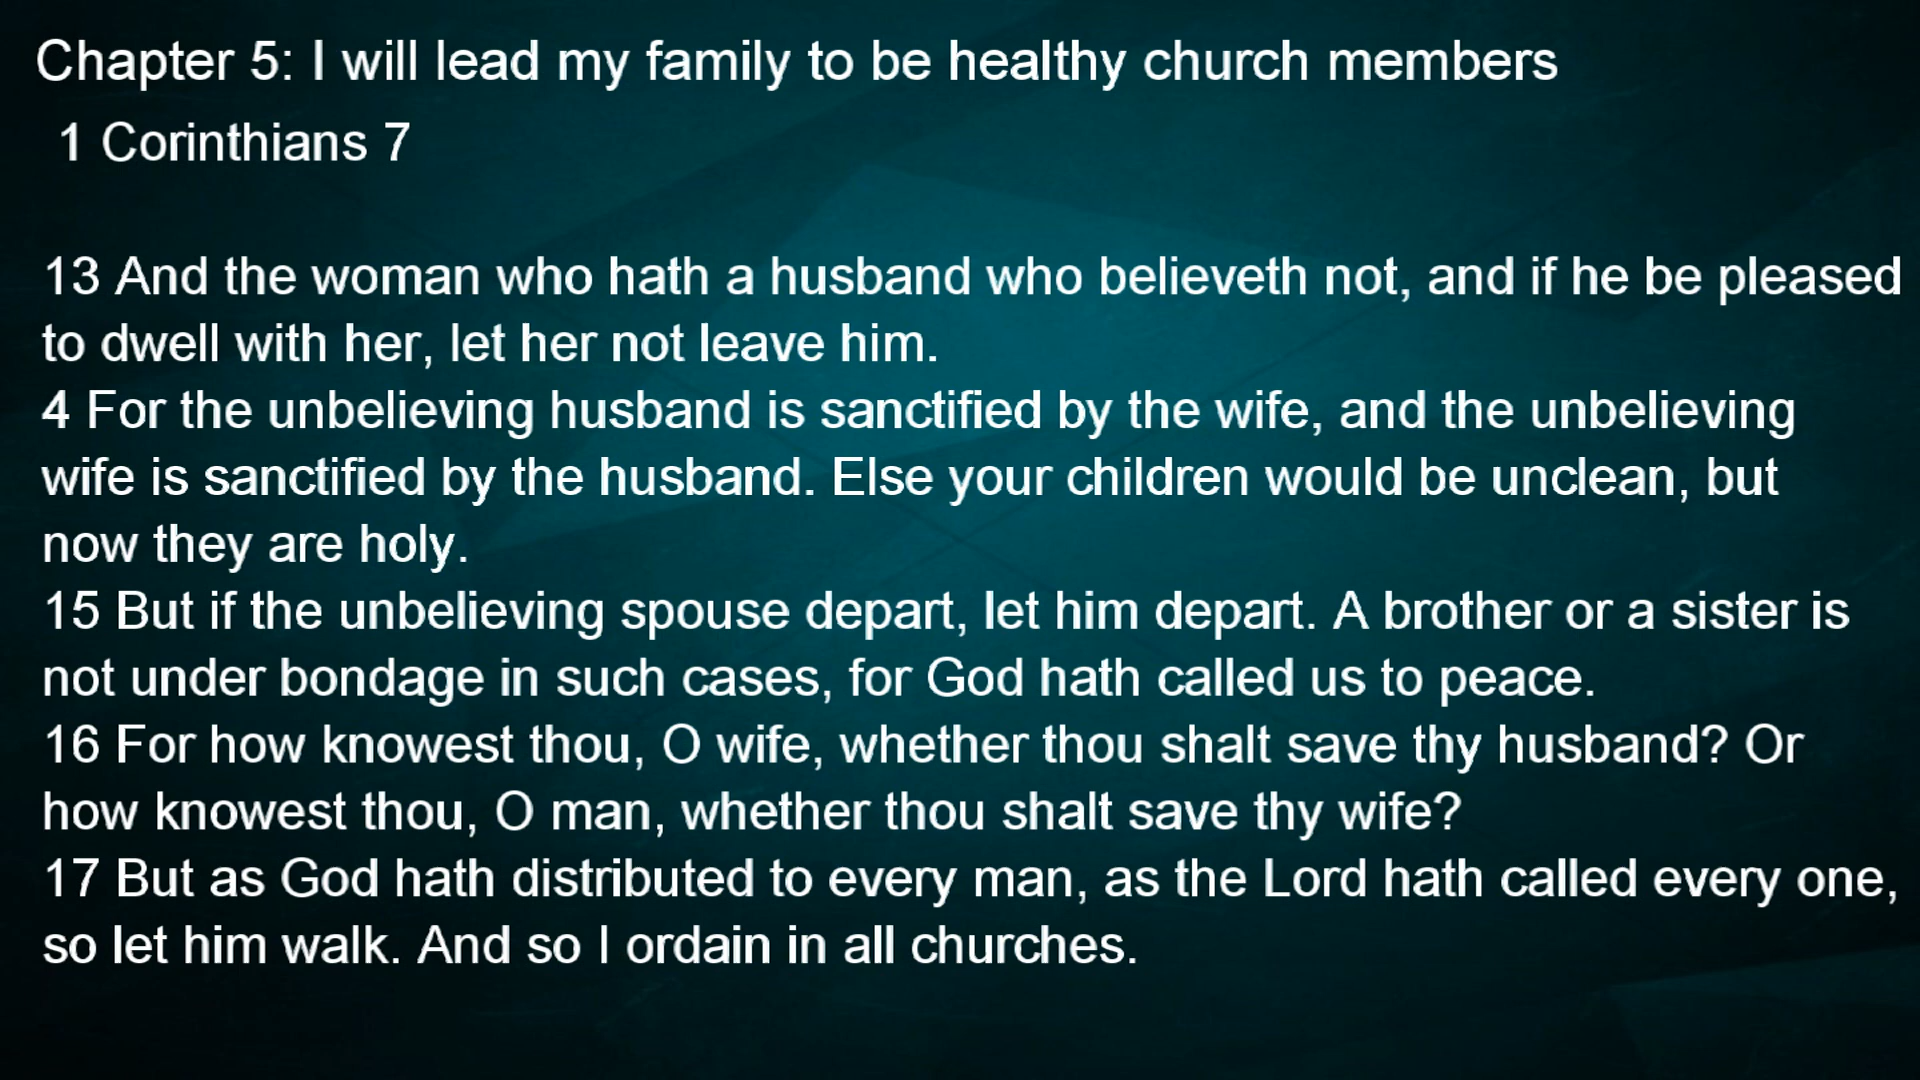 Chapter 5: I will lead my family to be healthy church members
1 Corinthians 7
13 And the woman who hath a husband who believeth not, and if he be pleased
to dwell with her, let her not leave him.
4 For the unbelieving husband is sanctified by the wife, and the unbelieving
wife is sanctified by the husband. Else your children would be unclean, but
now they are holy.
15 But if the unbelieving spouse depart, let him depart. A brother or a sister is
not under bondage in such cases, for God hath called us to peace.
16 For how knowest thou, O wife, whether thou shalt save thy husband? Or
how knowest thou, O man, whether thou shalt save thy wife?
17 But as God hath distributed to every man, as the Lord hath called every one,
so let him walk. And so I ordain in all churches.